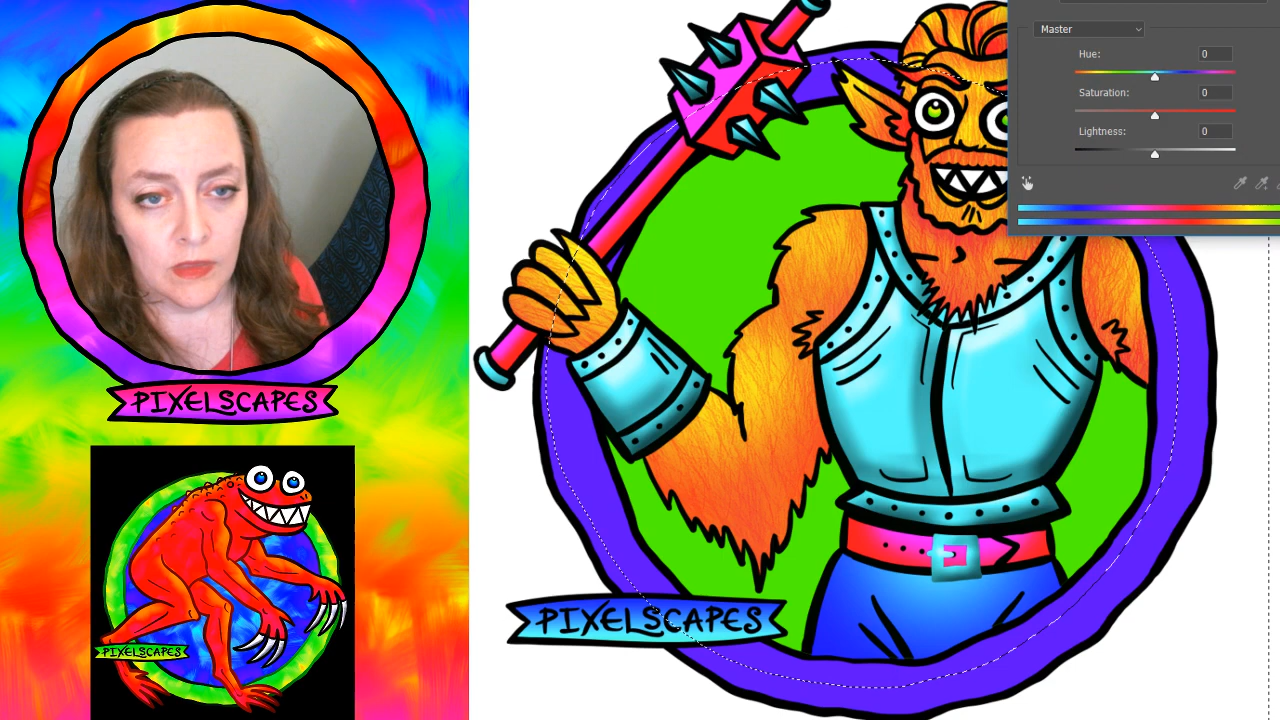 Master
Hue:
0
Saturation:
0
Lightness:
0
PIXELSCAPES
PIXELSCAPES
PIXELSCAPES